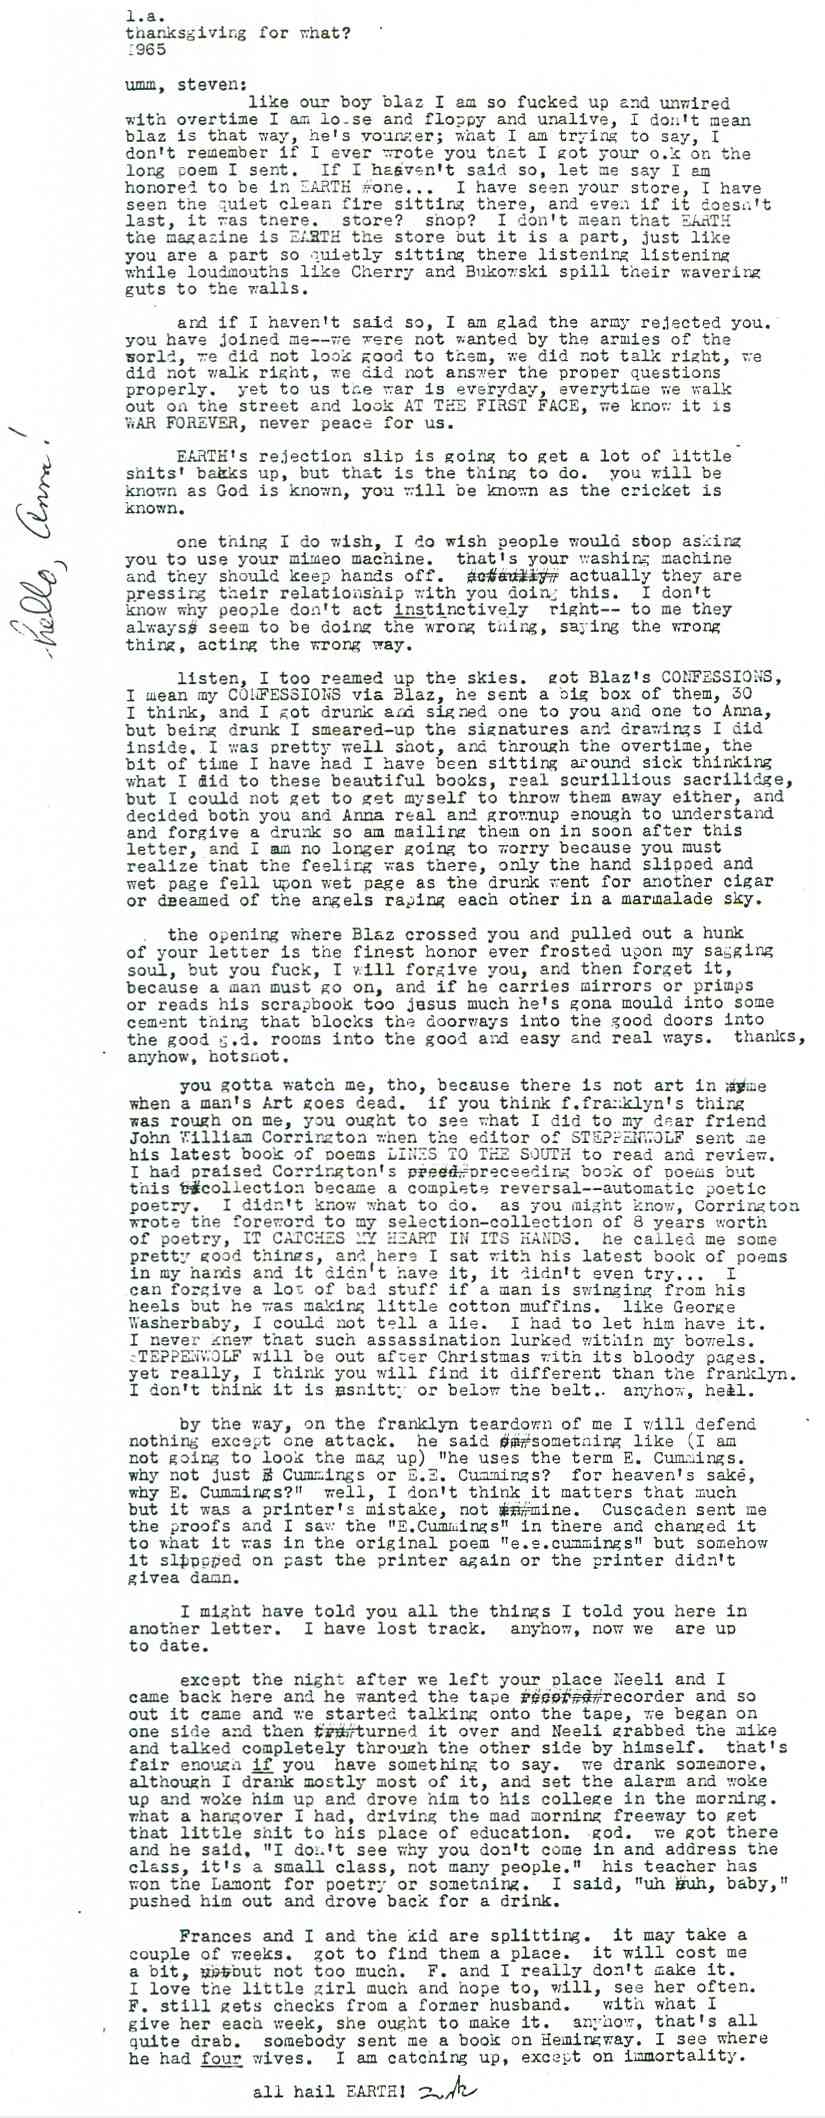 l.a.
thanksgiving for what?
1965
umm, steven:
like our boy blaz I am so fucked up and unwired
with overtime I am lo.se and floppy and unalive, I don't mean
blaz is that way, he's younger; what I am trying to say, I
don't remember if I ever wrote you that I got your o.k on the
long poem I sent. If I haven't said so, let me say I am
honored to be in EARTH #one... I have seen your store, I have
seen the quiet clean fire sitting there, and even if it doesn't
last, it was there. store? shop? I don't mean that EARTH
the magazine is EARTH the store but it is a part, just like
you are a part so quietly sitting there listening listening
while loudmouths like Cherry and Bukowski spill their wavering
guts to the walls.
and if I haven't said so, I am glad the army rejected you.
you have joined me--we were not wanted by the armies of the
world, we did not look good to them, we did not talk right, we
did not walk right, we did not answer the proper questions
properly. yet to us the war is everyday, everytime we walk
out on the street and look AT THE FIRST FACE, we know it is
WAR FOREVER, never peace for us.
EARTH's rejection slip is going to get a lot of little
shits' backs up, but that is the thing to do. you will be
known as God is known, you will be known as the cricket is
known.
hello, Anna!
one thing I do wish, I do wish people would stop asking
you to use your mimeo machine. that's your washing machine
and they should keep hands off. actually they are
pressing their relationship with you doing this. I don't
know why people don't act instinctively right-- to me they
always seem to be doing the wrong thing, saying the wrong
thing, acting the wrong way.
listen, I too reamed up the skies. got Blaz's CONFESSIONS,
I mean my CONFESSIONS via Blaz, he sent a big box of them, 30
I think, and I got drunk and signed one to you and one to Anna,
but being drunk I smeared-up the signatures and drawings I did
inside. I was pretty well shot, and through the overtime, the
bit of time I have had I have been sitting around sick thinking
what I did to these beautiful books, real scurillious sacrilidge,
but I could not get to get myself to throw them away either, and
decided both you and Anna real and grownup enough to understand
and forgive a drunk so am mailing them on in soon after this
letter, and I am no longer going to worry because you must
realize that the feeling was there, only the hand slipped and
wet page fell upon wet page as the drunk went for another cigar
or dreamed of the angels raping each other in a marmalade sky.
the opening where Blaz crossed you and pulled out a hunk
of your letter is the finest honor ever frosted upon my sagging
soul, but you fuck, I will forgive you, and then forget it,
because a man must go on, and if he carries mirrors or primps
or reads his scrapbook too jusus much he's gona mould into some
cement thing that blocks the doorways into the good doors into
the good g.d. rooms into the good and easy and real ways. thanks,
anyhow, hotshot.
you gotta watch me, tho, because there is not art in me
when a man's Art goes dead. if you think f.franklyn's thing
was rough on me, you ought to see what I did to my dear friend
John William Corrington when the editor of STEPPENWOLF sent me
his latest book of poems LINES TO THE SOUTH to read and review.
I had praised Corrington's preceeding book of poems but
this collection became a complete reversal--automatic poetic
poetry. I didn't know what to do. as you might know, Corrington
wrote the foreword to my selection-collection of 8 years worth
of poetry, IT CATCHES MY HEART IN ITS HANDS. he called me some
pretty good things, and here I sat with his latest book of poems
in my hands and it didn't have it, it didn't even try... I
can forgive a lot of bad stuff if a man is swinging from his
heels but he was making little cotton muffins. like George
Washerbaby, I could not tell a lie. I had to let him have it.
I never knew that such assassination lurked within my bowels.
STEPPENWOLF will be out after Christmas with its bloody pages.
yet really, I think you will find it different than the franklyn.
I don't think it is snitty or below the belt.. anyhow, hell.
by the way, on the franklyn teardown of me I will defend
nothing except one attack. he said something like (I am
not going to look the mag up) "he uses the term E. Cummings.
why not just Cummings or E.E. Cummings? for heaven's sake,
why E. Cummings?" well, I don't think it matters that much
but it was a printer's mistake, not mine. Cuscaden sent me
the proofs and I saw the "E.Cummings" in there and changed it
to what it was in the original poem "e.e.cummings" but somehow
it slipped on past the printer again or the printer didn't
givea damn.
I might have told you all the things I told you here in
another letter. I have lost track. anyhow, now we are up
to date.
except the night after we left your place Neeli and I
came back here and he wanted the tape recorder and so
out it came and we started talking onto the tape, we began on
one side and then turned it over and Neeli grabbed the mike
and talked completely through the other side by himself. that's
fair enough if you have something to say. we drank somemore,
although I drank mostly most of it, and set the alarm and woke
up and woke him up and drove him to his college in the morning.
what a hangover I had, driving the mad morning freeway to get
that little shit to his place of education. god. we got there
and he said, "I don't see why you don't come in and address the
class, it's a small class, not many people." his teacher has
won the Lamont for poetry or something. I said, "uh huh, baby,"
pushed him out and drove back for a drink.
Frances and I and the kid are splitting. it may take a
couple of weeks. got to find them a place. it will cost me
a bit, but not too much. F. and I really don't make it.
I love the little girl much and hope to, will, see her often.
F. still gets checks from a former husband. with what I
give her each week, she ought to make it. anyhow, that's all
quite drab. somebody sent me a book on Hemingway. I see where
he had four wives. I am catching up, except on immortality.
all hail EARTH!